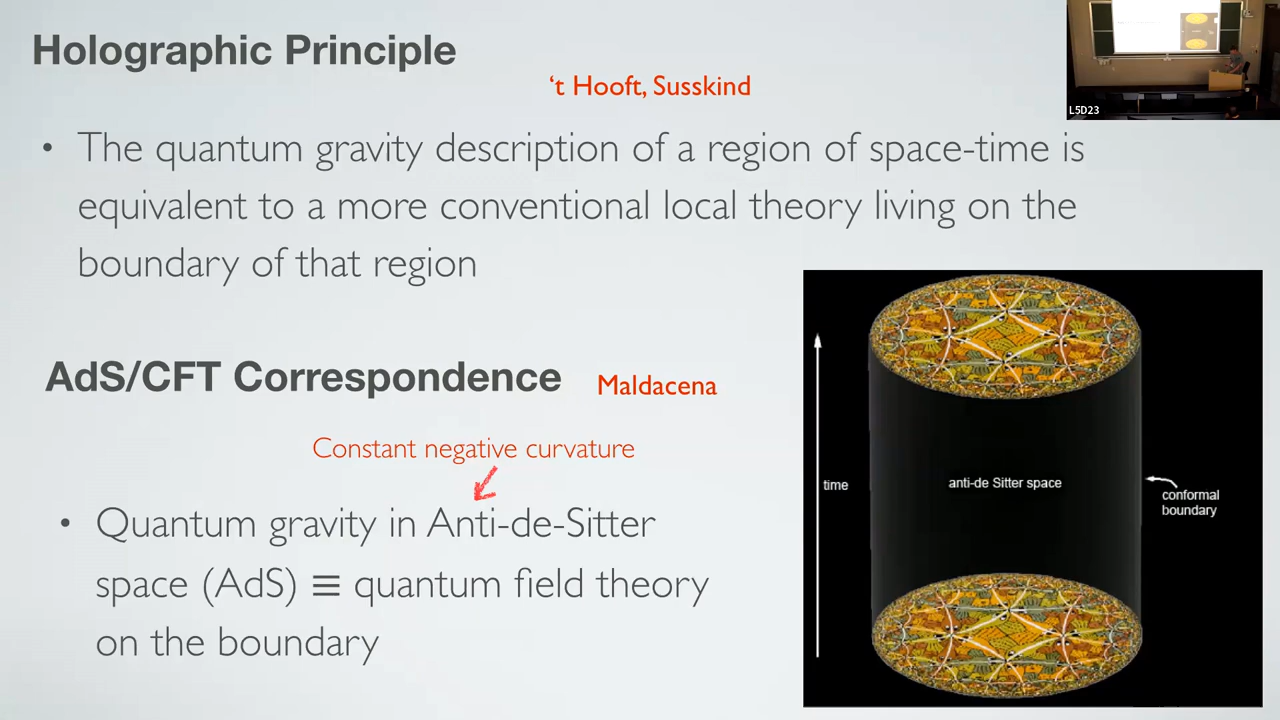 Holographic Principle
‘t Hooft, Susskind
L5D23
• The quantum gravity description of a region of space-time is
equivalent to a more conventional local theory living on the
boundary of that region
AdS/CFT Correspondence
Maldacena
Constant negative curvature
• Quantum gravity in Anti-de-Sitter
space (AdS) ≡ quantum field theory
on the boundary
time
anti-de Sitter space
conformal
boundary